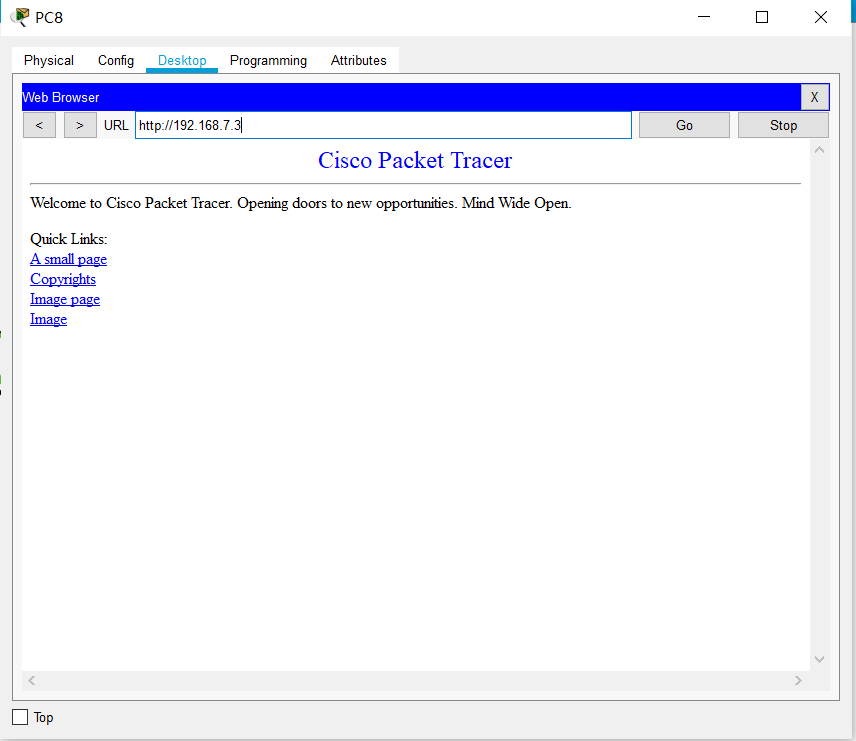 PC8
Physical Config Desktop Programming Attributes
Web Browser X
< > URL http://192.168.7.3 Go Stop
Cisco Packet Tracer
Welcome to Cisco Packet Tracer. Opening doors to new opportunities. Mind Wide Open.
Quick Links:
A small page
Copyrights
Image page
Image
Top